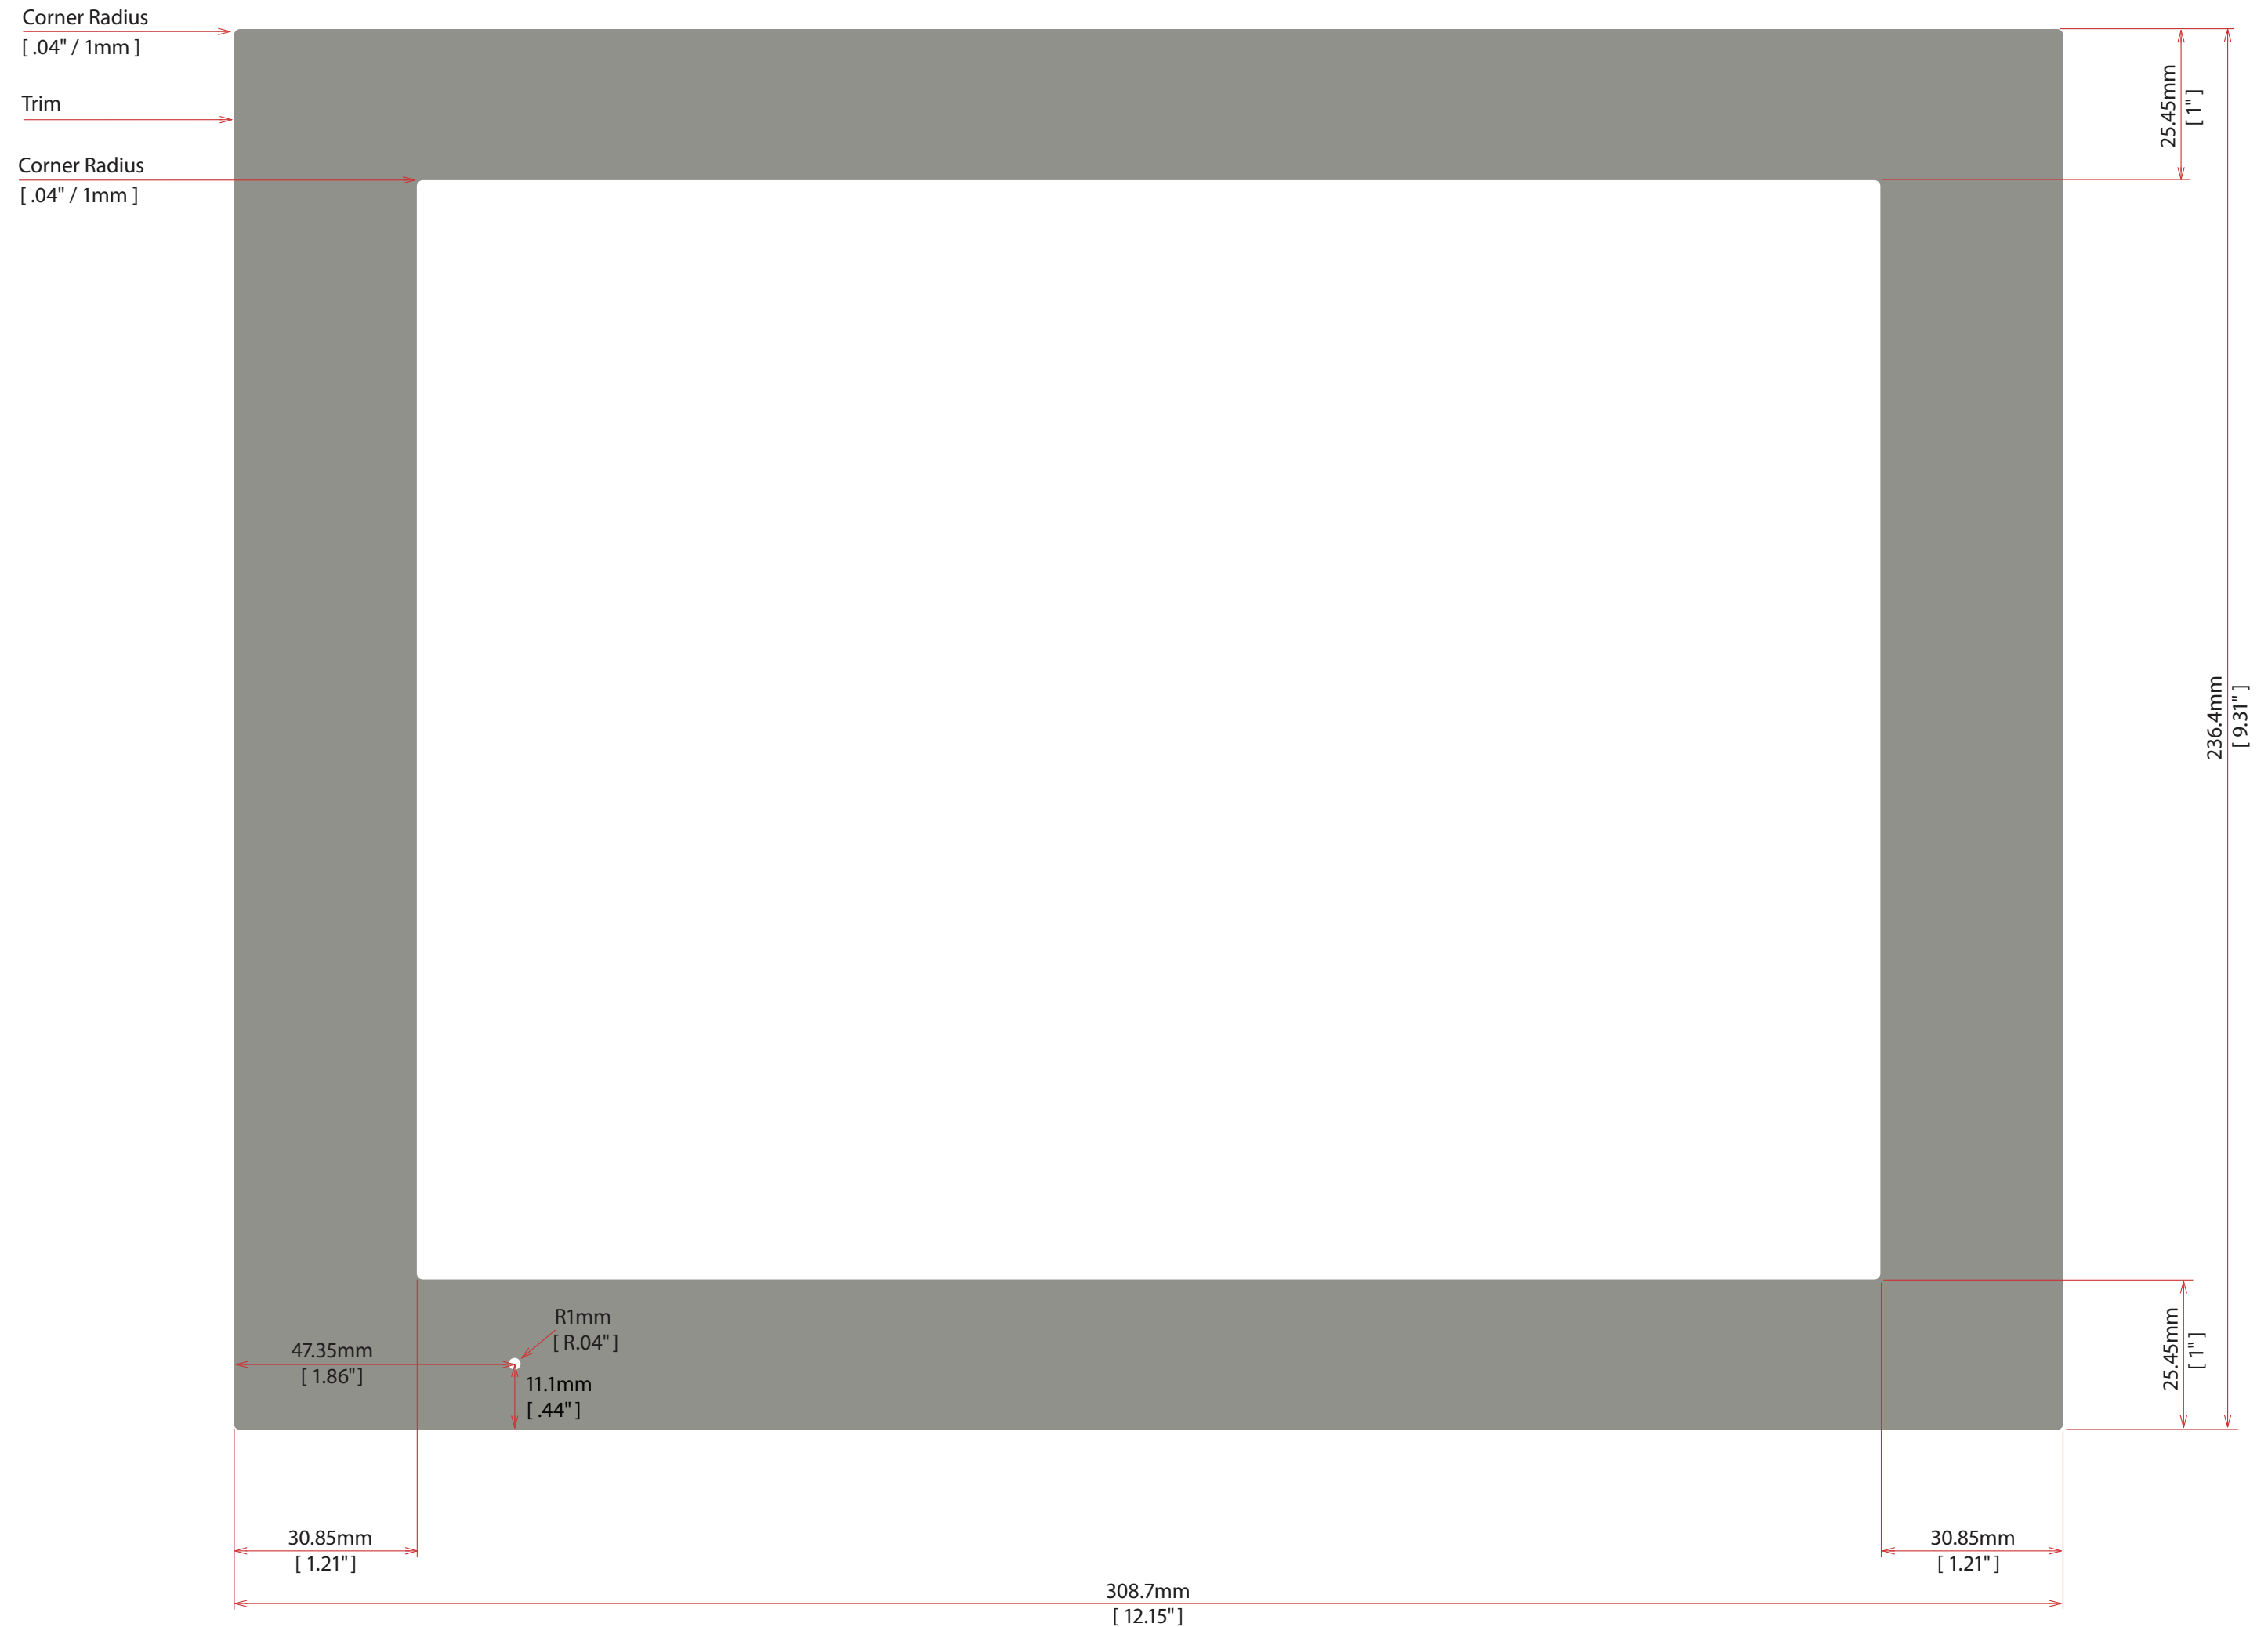 Corner Radius
[ .04" / 1mm ]
Trim
Corner Radius
[ .04" / 1mm ]
25.45mm
[ 1" ]
236.4mm
[ 9.31" ]
R1mm
[ R.04" ]
47.35mm
[ 1.86" ]
11.1mm
[ .44" ]
25.45mm
[ 1" ]
30.85mm
[ 1.21" ]
30.85mm
[ 1.21" ]
308.7mm
[ 12.15" ]